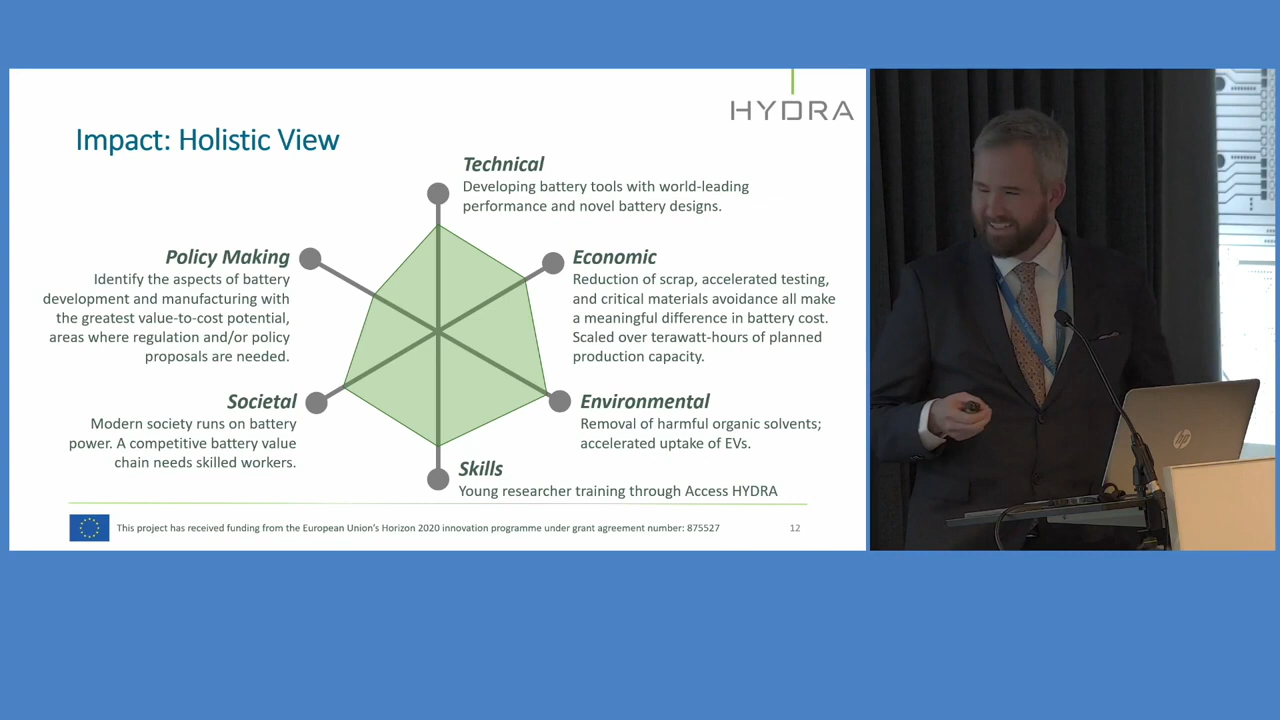 HYDRA
Impact: Holistic View
Technical
Developing battery tools with world-leading
performance and novel battery designs.
Policy Making
Identify the aspects of battery
development and manufacturing with
the greatest value-to-cost potential,
areas where regulation and/or policy
proposals are needed.
Economic
Reduction of scrap, accelerated testing,
and critical materials avoidance all make
a meaningful difference in battery cost.
Scaled over terawatt-hours of planned
production capacity.
Societal
Modern society runs on battery
power. A competitive battery value
chain needs skilled workers.
Environmental
Removal of harmful organic solvents;
accelerated uptake of EVs.
Skills
Young researcher training through Access HYDRA
This project has received funding from the European Union's Horizon 2020 innovation programme under grant agreement number: 875527
12
hp